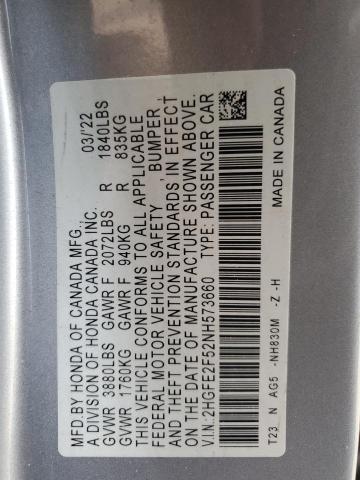 MFD.BY HONDA OF CANADA MFG.,
A DIVISION OF HONDA CANADA INC. 03/'22
GVWR 3880LBS GAWR F 2072LBS R 1840LBS
GVWR 1760KG GAWR F 940KG R 835KG
THIS VEHICLE CONFORMS TO ALL APPLICABLE
FEDERAL MOTOR VEHICLE SAFETY, BUMPER,
AND THEFT PREVENTION STANDARDS IN EFFECT
ON THE DATE OF MANUFACTURE SHOWN ABOVE.
V.I.N.:2HGFE2F52NH573660 TYPE: PASSENGER CAR
T23 N AG5 -NH830M -Z -H MADE IN CANADA